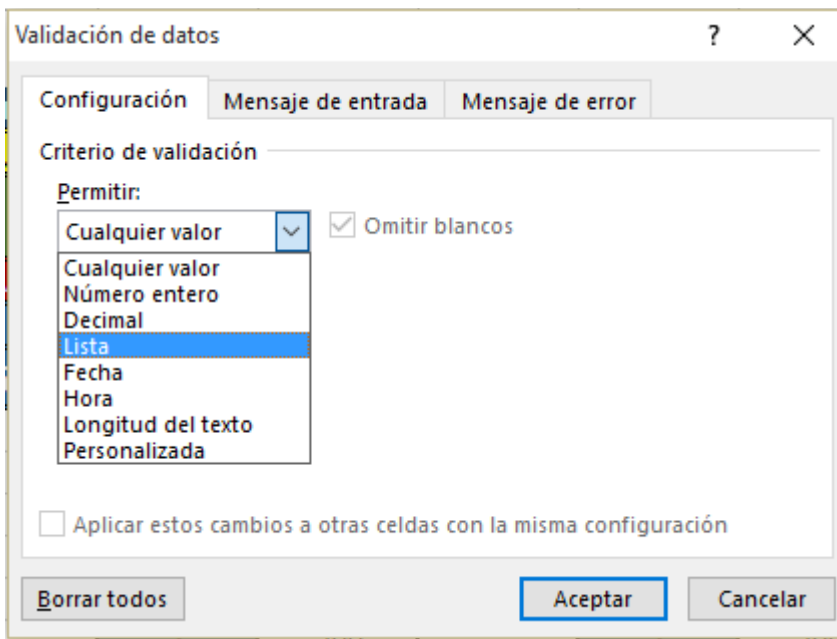 Validación de datos ?
Configuración Mensaje de entrada Mensaje de error
Criterio de validación
Permitir:
Cualquier valor Omitir blancos
Cualquier valor
Número entero
Decimal
Lista
Fecha
Hora
Longitud del texto
Personalizada
Aplicar estos cambios a otras celdas con la misma configuración
Borrar todos Aceptar Cancelar